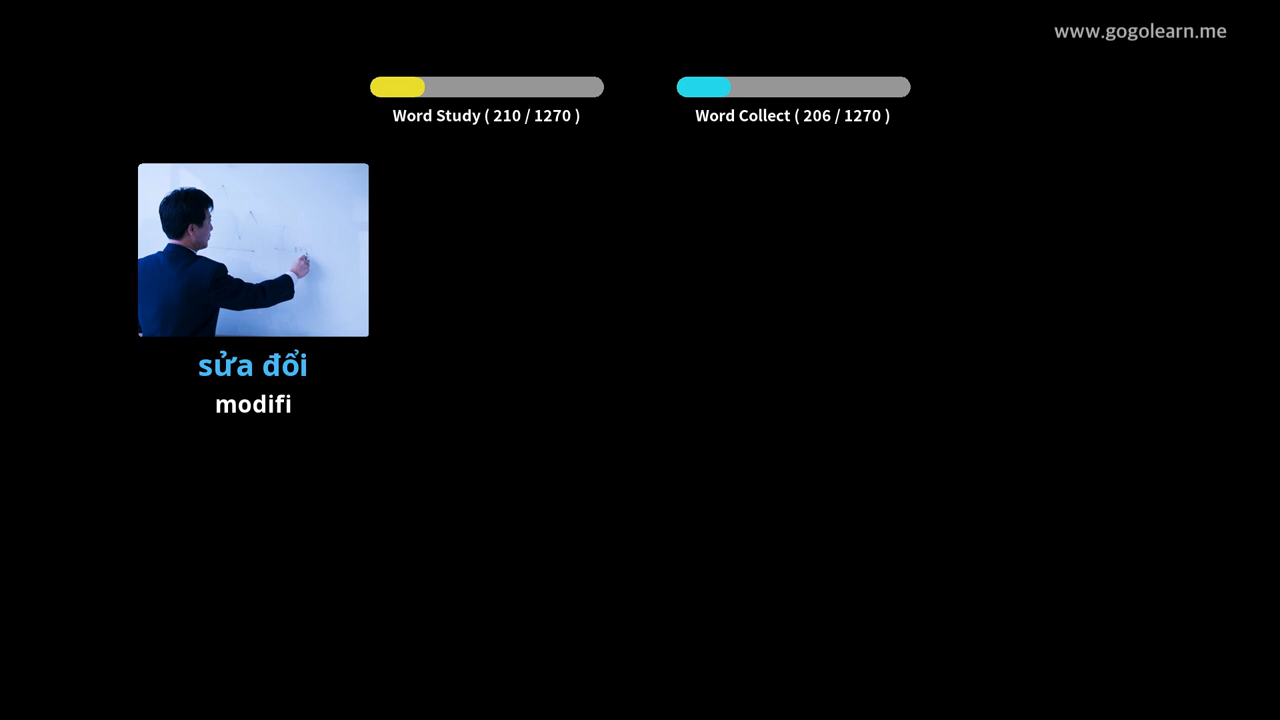 www.gogolearn.me
Word Study ( 210 / 1270 )
Word Collect ( 206 / 1270 )
sửa đổi
modifi